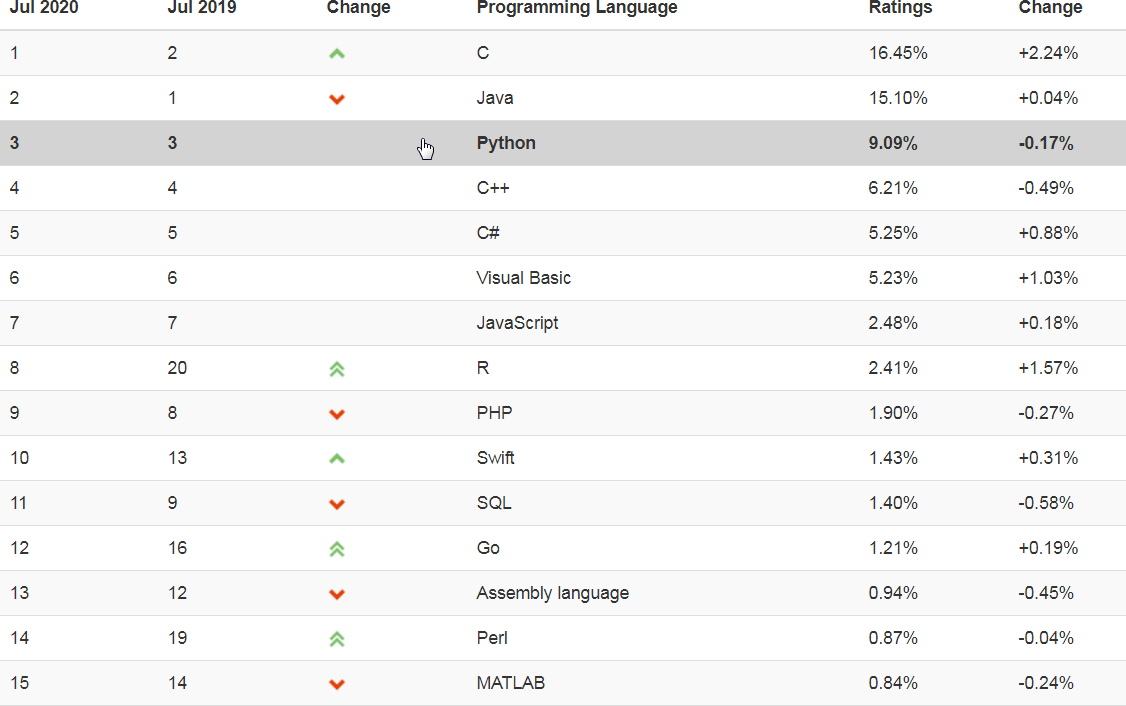 Jul 2020 Jul 2019 Change Programming Language Ratings Change
1 2 C 16.45% +2.24%
2 1 Java 15.10% +0.04%
3 3 Python 9.09% -0.17%
4 4 C++ 6.21% -0.49%
5 5 C# 5.25% +0.88%
6 6 Visual Basic 5.23% +1.03%
7 7 JavaScript 2.48% +0.18%
8 20 R 2.41% +1.57%
9 8 PHP 1.90% -0.27%
10 13 Swift 1.43% +0.31%
11 9 SQL 1.40% -0.58%
12 16 Go 1.21% +0.19%
13 12 Assembly language 0.94% -0.45%
14 19 Perl 0.87% -0.04%
15 14 MATLAB 0.84% -0.24%